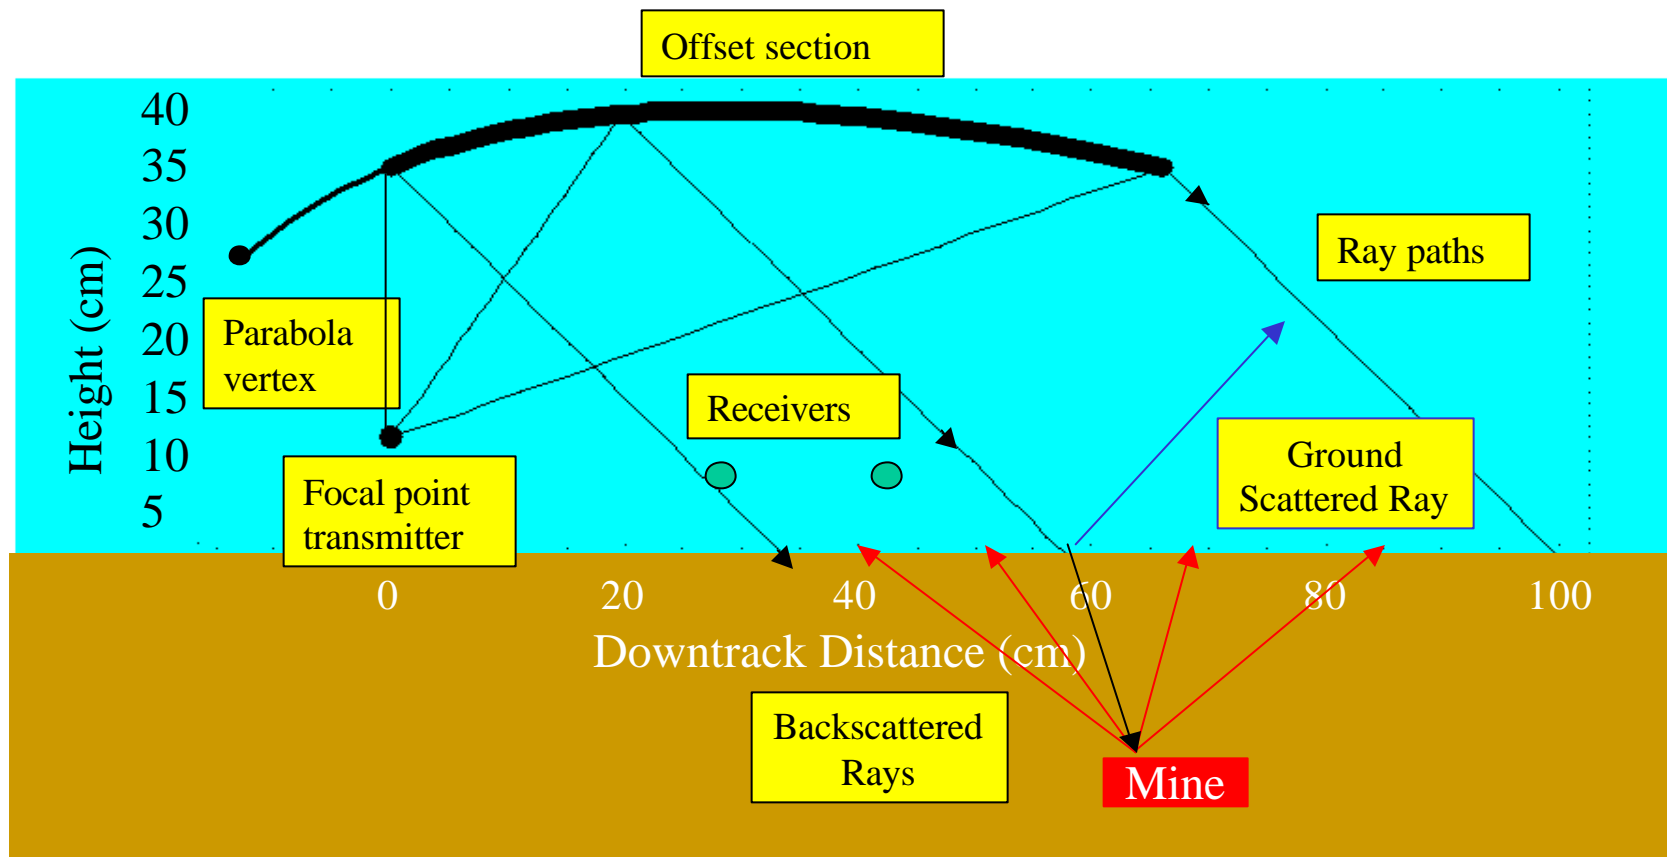 Offset section
40
35
30
25
20
15
10
5
Height (cm)
Ray paths
Parabola
vertex
Receivers
Ground
Scattered Ray
Focal point
transmitter
0 20 40 60 80 100
Downtrack Distance (cm)
Backscattered
Rays
Mine